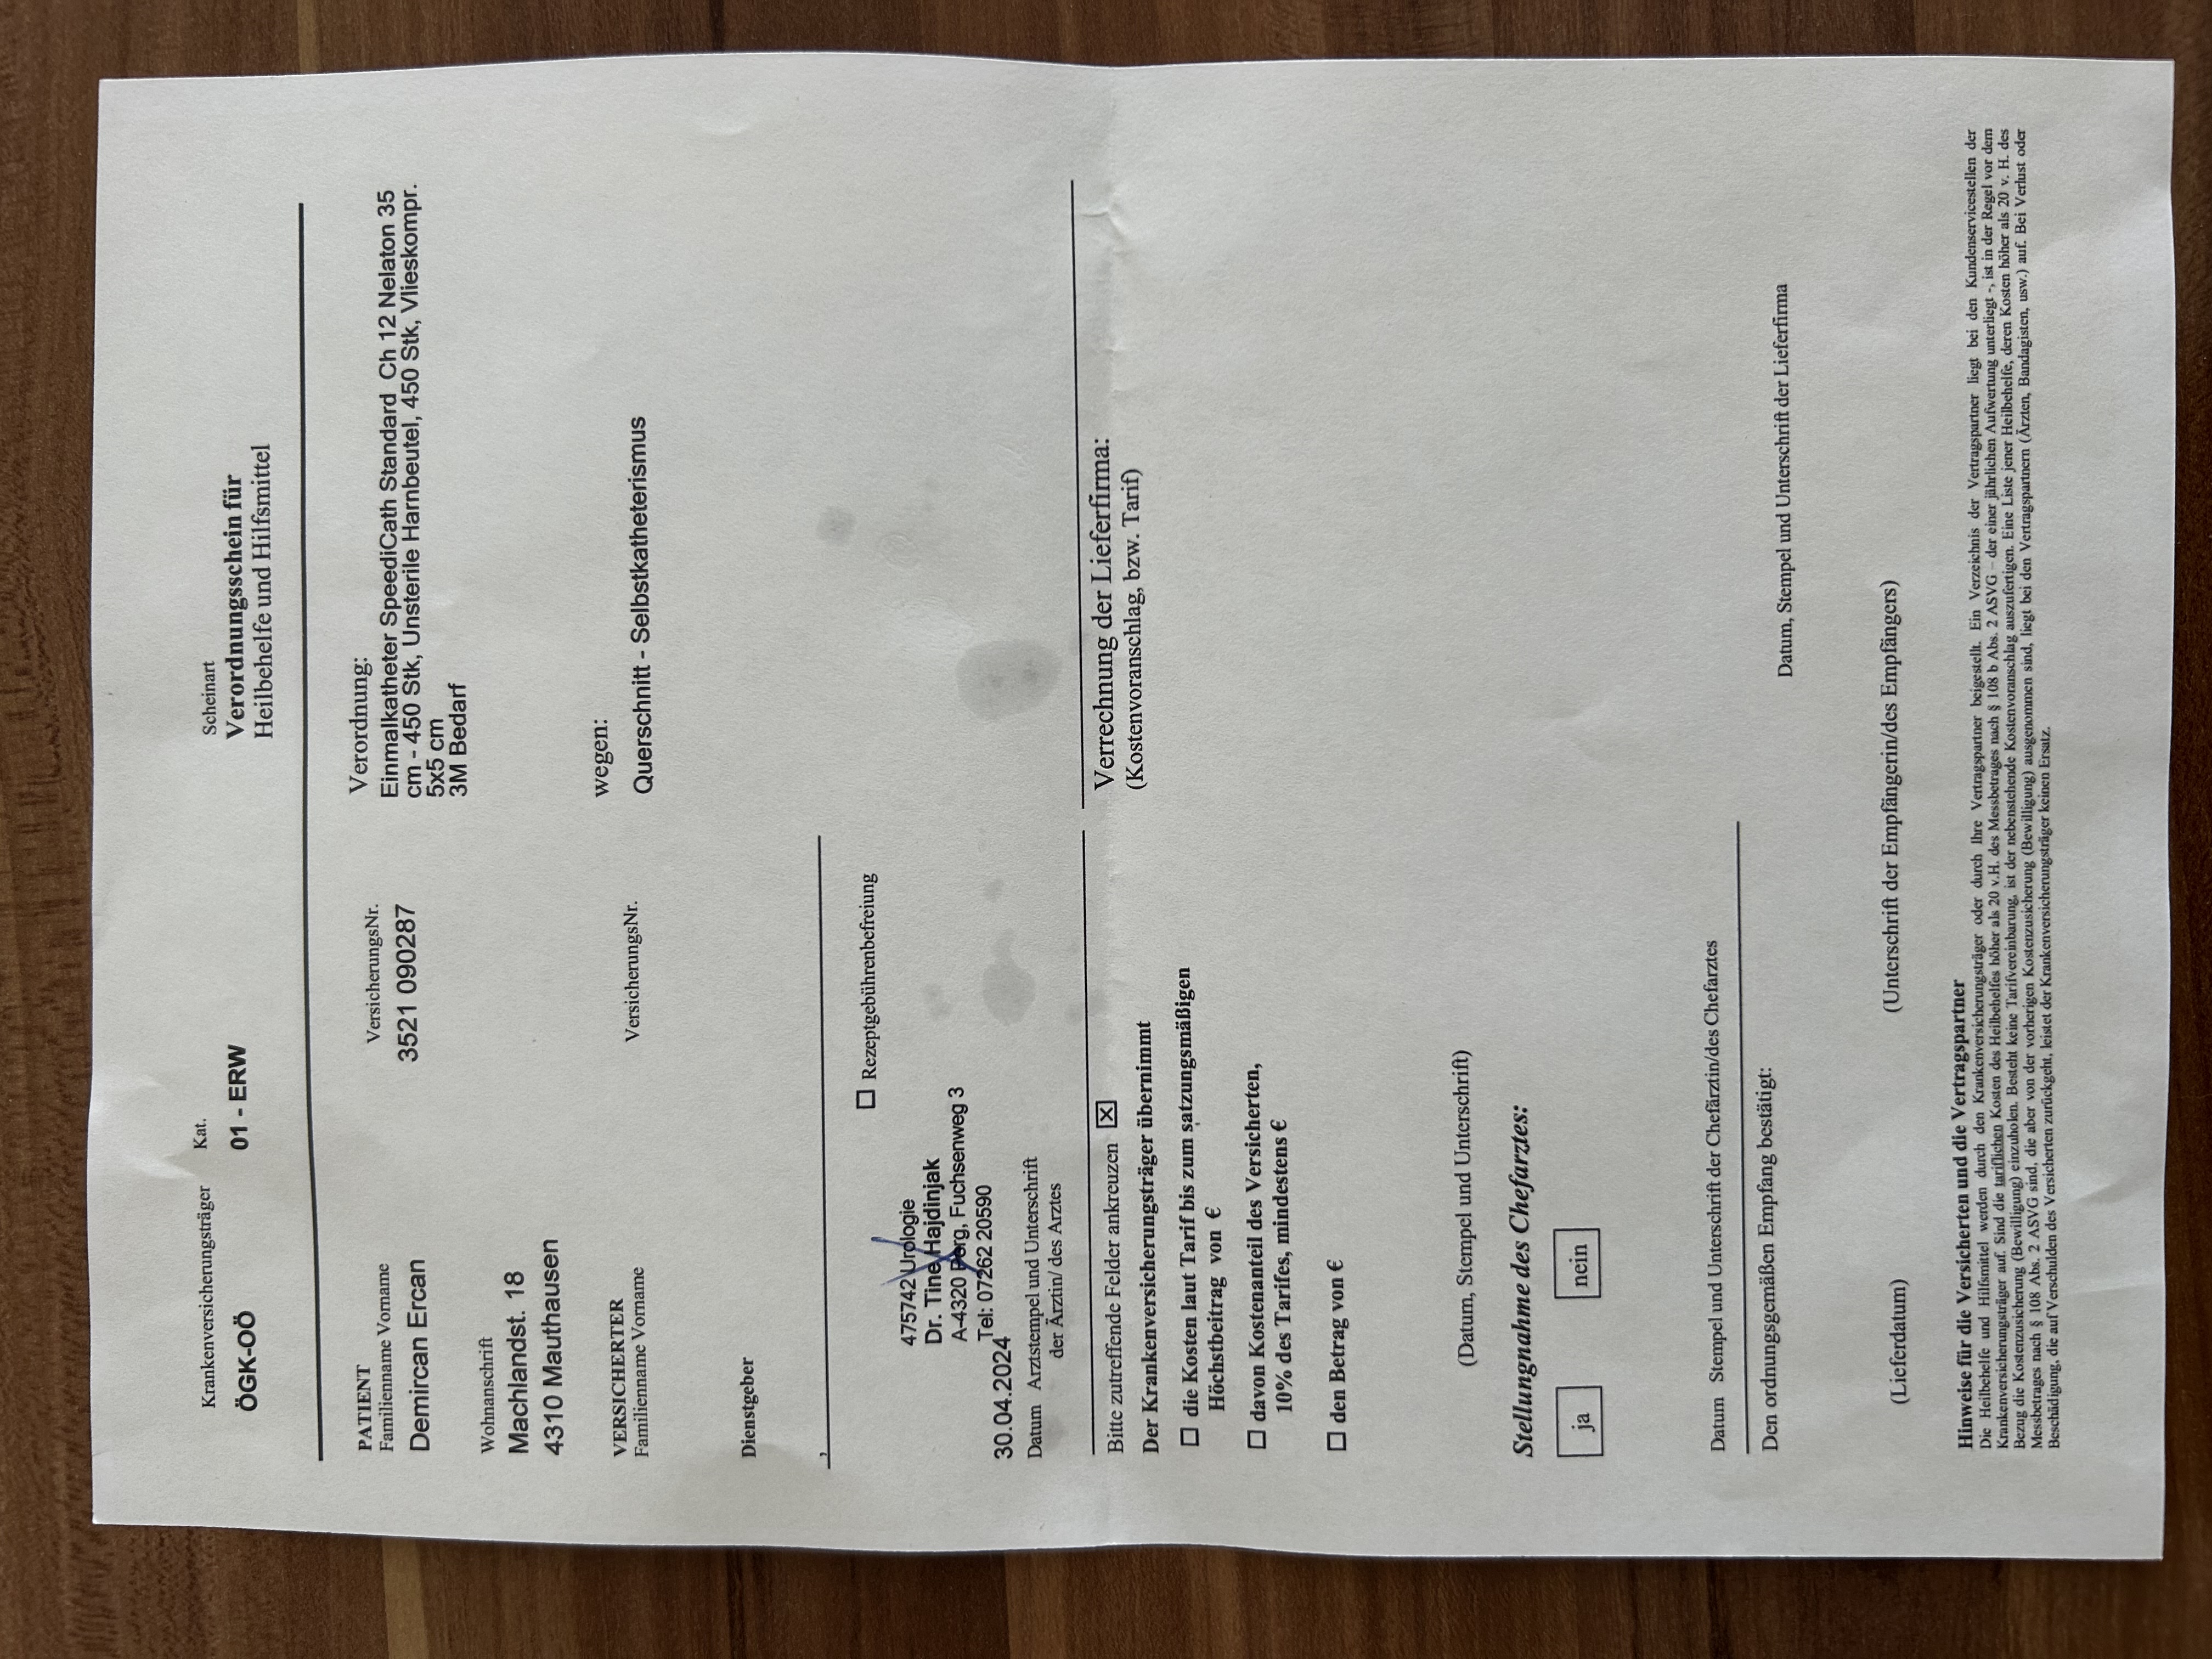 Krankenversicherungsträger
ÖGK-OÖ
Kat.
01 - ERW
Scheinart
Verordnungsschein für
Heilbehelfe und Hilfsmittel
PATIENT
Familienname Vorname
Demircan Ercan
VersicherungsNr.
3521 090287
Wohnanschrift
Machlandst. 18
4310 Mauthausen
VERSICHERTER
Familienname Vorname
VersicherungsNr.
Dienstgeber
,
Verordnung:
Einmalkatheter SpeediCath Standard Ch 12 Nelaton 35
cm - 450 Stk, Unsterile Harnbeutel, 450 Stk, Vlieskompr.
5x5 cm
3M Bedarf
wegen:
Querschnitt - Selbstkatheterismus
☐ Rezeptgebührenbefreiung
475742 Urologie
Dr. Tine Hajdinjak
A-4320 Perg, Fuchsenweg 3
Tel: 07262 20590
30.04.2024
Datum Arztstempel und Unterschrift
der Ärztin/ des Arztes
Bitte zutreffende Felder ankreuzen ☒
Der Krankenversicherungsträger übernimmt
☐ die Kosten laut Tarif bis zum satzungsmäßigen
Höchstbeitrag von €
☐ davon Kostenanteil des Versicherten,
10% des Tarifes, mindestens €
☐ den Betrag von €
(Datum, Stempel und Unterschrift)
Stellungnahme des Chefarztes:
ja
nein
Datum Stempel und Unterschrift der Chefärztin/des Chefarztes
Verrechnung der Lieferfirma:
(Kostenvoranschlag, bzw. Tarif)
Datum, Stempel und Unterschrift der Lieferfirma
Den ordnungsgemäßen Empfang bestätigt:
(Lieferdatum)
(Unterschrift der Empfängerin/des Empfängers)
Hinweise für die Versicherten und die Vertragspartner
Die Heilbehelfe und Hilfsmittel werden durch den Krankenversicherungsträger oder durch Ihre Vertragspartner beigestellt. Ein Verzeichnis der Vertragspartner liegt bei den Kundenservicestellen der
Krankenversicherungsträger auf. Sind die tariflichen Kosten des Heilbehelfes höher als 20 v.H. des Messbetrages nach § 108 b Abs. 2 ASVG – der einer jährlichen Aufwertung unterliegt -, ist in der Regel vor dem
Bezug die Kostenzusicherung (Bewilligung) einzuholen. Besteht keine Tarifvereinbarung, ist der nebenstehende Kostenvoranschlag auszufertigen. Eine Liste jener Heilbehelfe, deren Kosten höher als 20 v. H. des
Messbetrages nach § 108 Abs. 2 ASVG sind, die aber von der vorherigen Kostenzusicherung (Bewilligung) ausgenommen sind, liegt bei den Vertragspartnern (Ärzten, Bandagisten, usw.) auf. Bei Verlust oder
Beschädigung, die auf Verschulden des Versicherten zurückgeht, leistet der Krankenversicherungsträger keinen Ersatz.